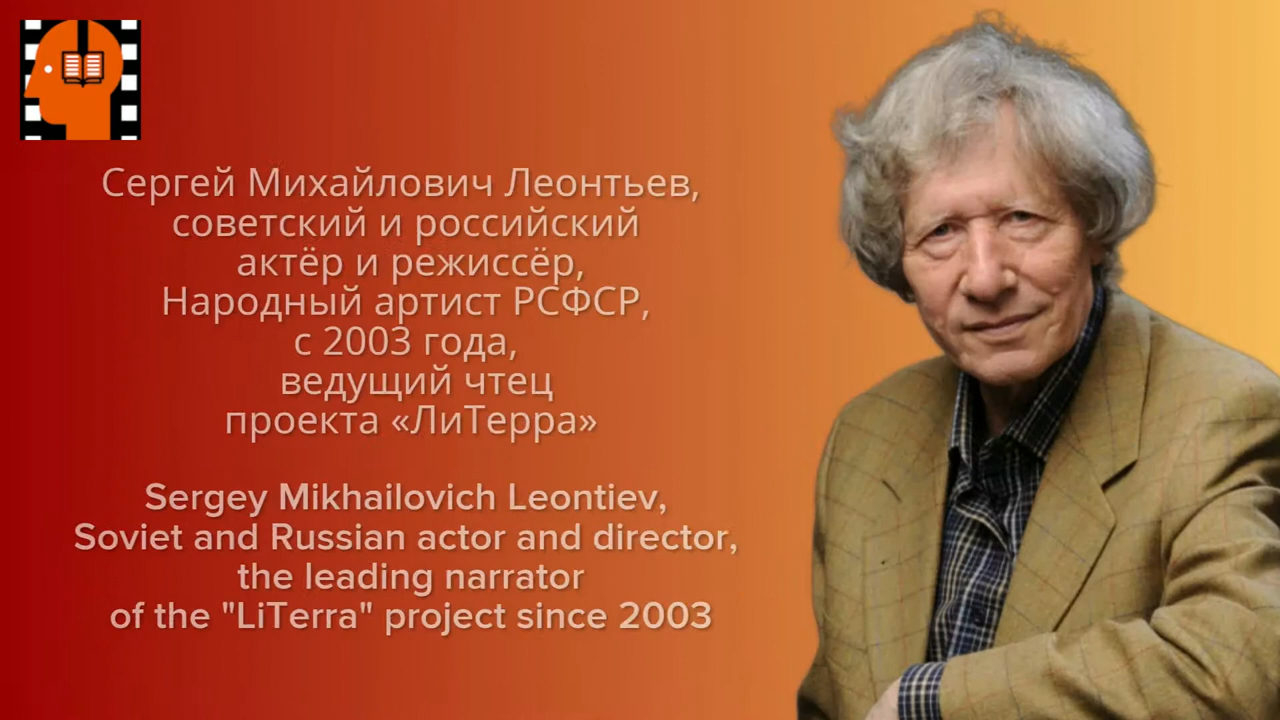 Сергей Михайлович Леонтьев,
советский и российский
актёр и режиссёр,
Народный артист РСФСР,
с 2003 года,
ведущий чтец
проекта «ЛиТерра»
Sergey Mikhailovich Leontiev,
Soviet and Russian actor and director,
the leading narrator
of the "LiTerra" project since 2003